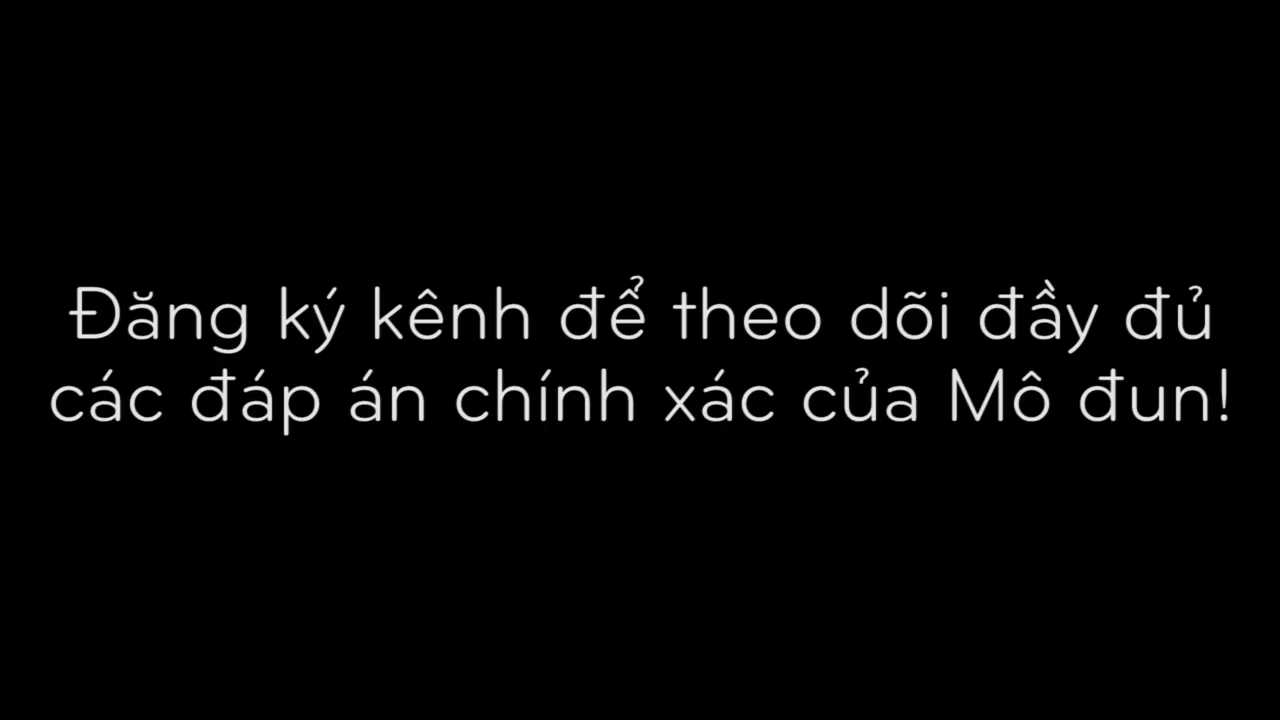 Đăng ký kênh để theo dõi đầy đủ
các đáp án chính xác của Mô đun!